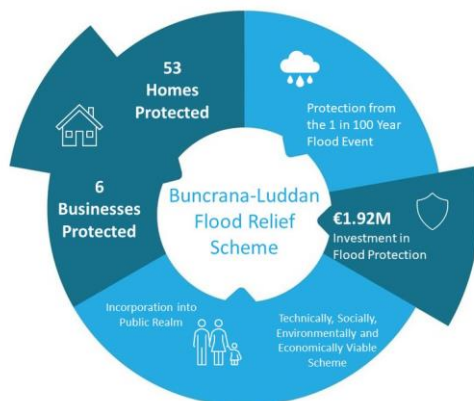 53
Homes
Protected
Protection from
the 1 in 100 Year
Flood Event
6
Businesses
Protected
Buncrana-Luddan
Flood Relief
Scheme
€1.92M
Investment in
Flood Protection
Incorporation into
Public Realm
Technically, Socially,
Environmentally and
Economically Viable
Scheme